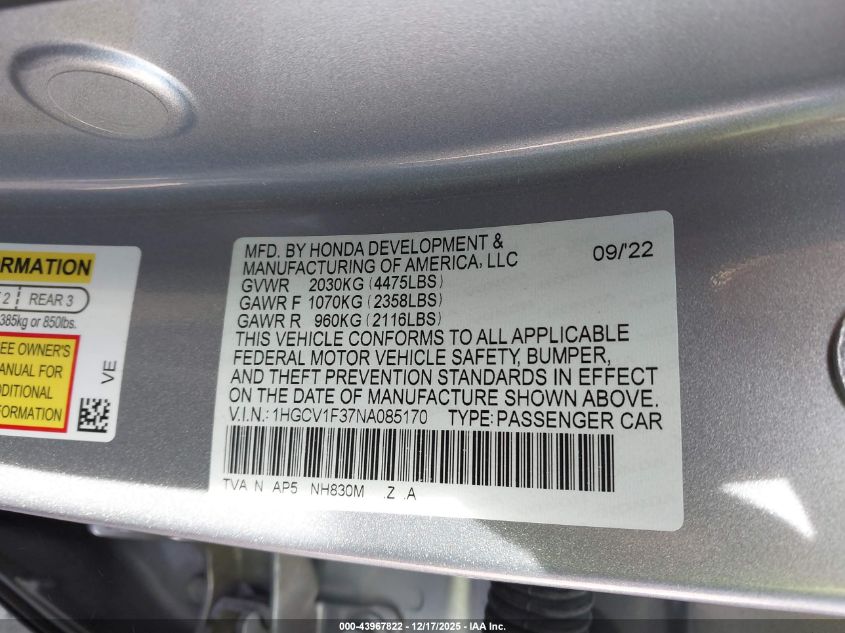 ORMATION
2 REAR 3
385kg or 850lbs.
EE OWNER'S
ANUAL FOR
DDITIONAL
FORMATION
VE
MFD. BY HONDA DEVELOPMENT &
MANUFACTURING OF AMERICA, LLC
09/'22
GVWR 2030KG (4475LBS)
GAWR F 1070KG (2358LBS)
GAWR R 960KG (2116LBS)
THIS VEHICLE CONFORMS TO ALL APPLICABLE
FEDERAL MOTOR VEHICLE SAFETY, BUMPER,
AND THEFT PREVENTION STANDARDS IN EFFECT
ON THE DATE OF MANUFACTURE SHOWN ABOVE.
V.I.N.: 1HGCV1F37NA085170 TYPE: PASSENGER CAR
TVA N AP5 NH830M .Z .A
000-43967822 - 12/17/2025 - IAA Inc.